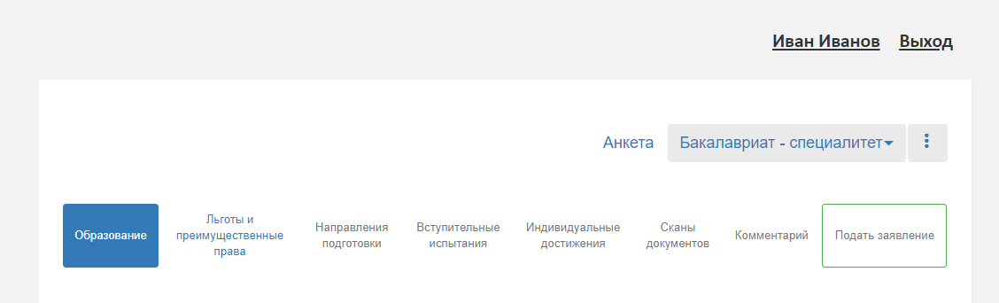 Иван Иванов Выход
Анкета Бакалавриат - специалитет
Образование
Льготы и
преимущественные
права
Направления
подготовки
Вступительные
испытания
Индивидуальные
достижения
Сканы
документов
Комментарий
Подать заявление